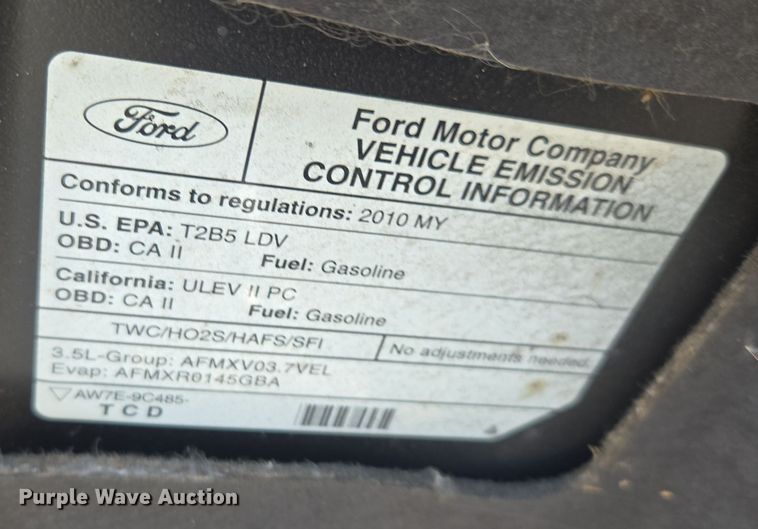 Ford
Ford Motor Company
VEHICLE EMISSION
CONTROL INFORMATION
Conforms to regulations: 2010 MY
U.S. EPA: T2B5 LDV
OBD: CA II Fuel: Gasoline
California: ULEV II PC
OBD: CA II Fuel: Gasoline
TWC/HO2S/HAFS/SFI No adjustments needed.
3.5L-Group: AFMXV03.7VEL
Evap: AFMXR0145GBA
AW7E-9C485-
TCD
Purple Wave Auction